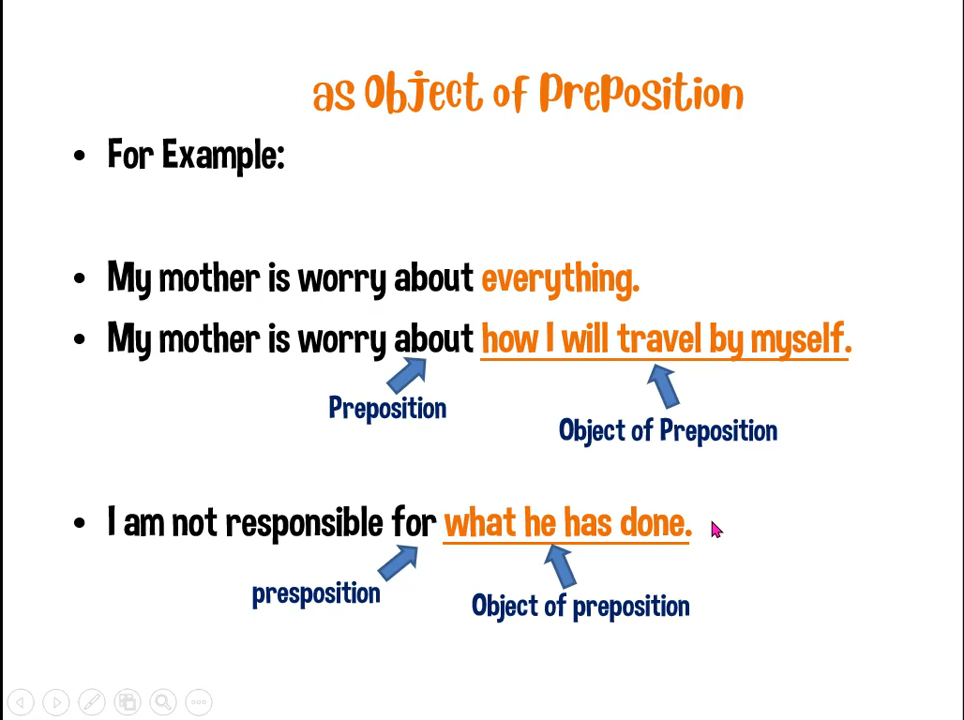 as Object of Preposition
• For Example:
• My mother is worry about everything.
• My mother is worry about how I will travel by myself.
Preposition
Object of Preposition
• I am not responsible for what he has done.
presposition
Object of preposition